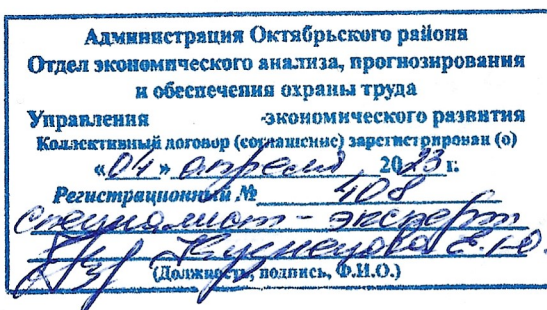 Администрация Октябрьского района
Отдел экономического анализа, прогнозирования
и обеспечения охраны труда
Управления -экономического развития
Коллективный договор (соглашение) зарегистрирован (о)
«04» апреля 2023 г.
Регистрационный № 408
специалист - эксперт
Кузнецова Е.Ю.
(Должность, подпись, Ф.И.О.)